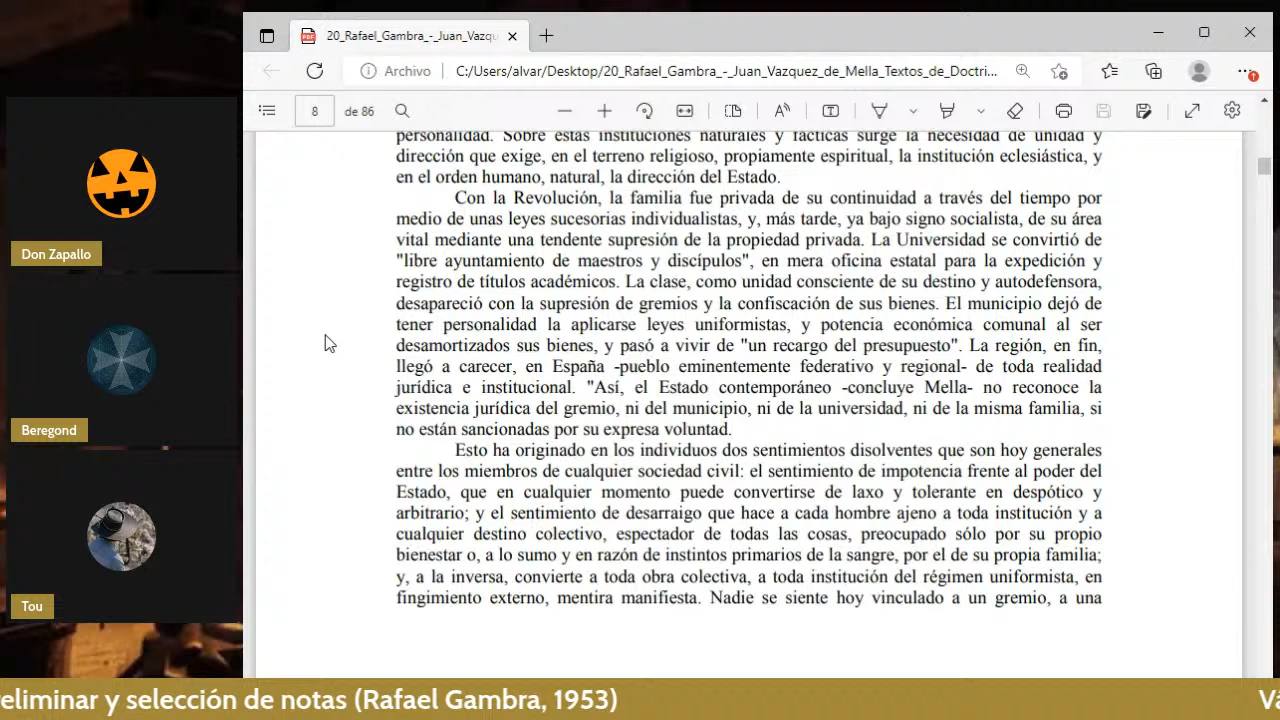 20_Rafael_Gambra_-_Juan_Vazqu
Archivo
C:/Users/alvar/Desktop/20_Rafael_Gambra_-_Juan_Vazquez_de_Mella_Textos_de_Doctri...
8 de 86
personalidad. Sobre estas instituciones naturales y fácticas surge la necesidad de unidad y
dirección que exige, en el terreno religioso, propiamente espiritual, la institución eclesiástica, y
en el orden humano, natural, la dirección del Estado.
Con la Revolución, la familia fue privada de su continuidad a través del tiempo por
medio de unas leyes sucesorias individualistas, y, más tarde, ya bajo signo socialista, de su área
vital mediante una tendente supresión de la propiedad privada. La Universidad se convirtió de
"libre ayuntamiento de maestros y discípulos", en mera oficina estatal para la expedición y
registro de títulos académicos. La clase, como unidad consciente de su destino y autodefensora,
desapareció con la supresión de gremios y la confiscación de sus bienes. El municipio dejó de
tener personalidad la aplicarse leyes uniformistas, y potencia económica comunal al ser
desamortizados sus bienes, y pasó a vivir de "un recargo del presupuesto". La región, en fin,
llegó a carecer, en España -pueblo eminentemente federativo y regional- de toda realidad
jurídica e institucional. "Así, el Estado contemporáneo -concluye Mella- no reconoce la
existencia jurídica del gremio, ni del municipio, ni de la universidad, ni de la misma familia, si
no están sancionadas por su expresa voluntad.
Esto ha originado en los individuos dos sentimientos disolventes que son hoy generales
entre los miembros de cualquier sociedad civil: el sentimiento de impotencia frente al poder del
Estado, que en cualquier momento puede convertirse de laxo y tolerante en despótico y
arbitrario; y el sentimiento de desarraigo que hace a cada hombre ajeno a toda institución y a
cualquier destino colectivo, espectador de todas las cosas, preocupado sólo por su propio
bienestar o, a lo sumo y en razón de instintos primarios de la sangre, por el de su propia familia;
y, a la inversa, convierte a toda obra colectiva, a toda institución del régimen uniformista, en
fingimiento externo, mentira manifiesta. Nadie se siente hoy vinculado a un gremio, a una
Don Zapallo
Beregond
Tou
reliminar y selección de notas (Rafael Gambra, 1953)
Vá